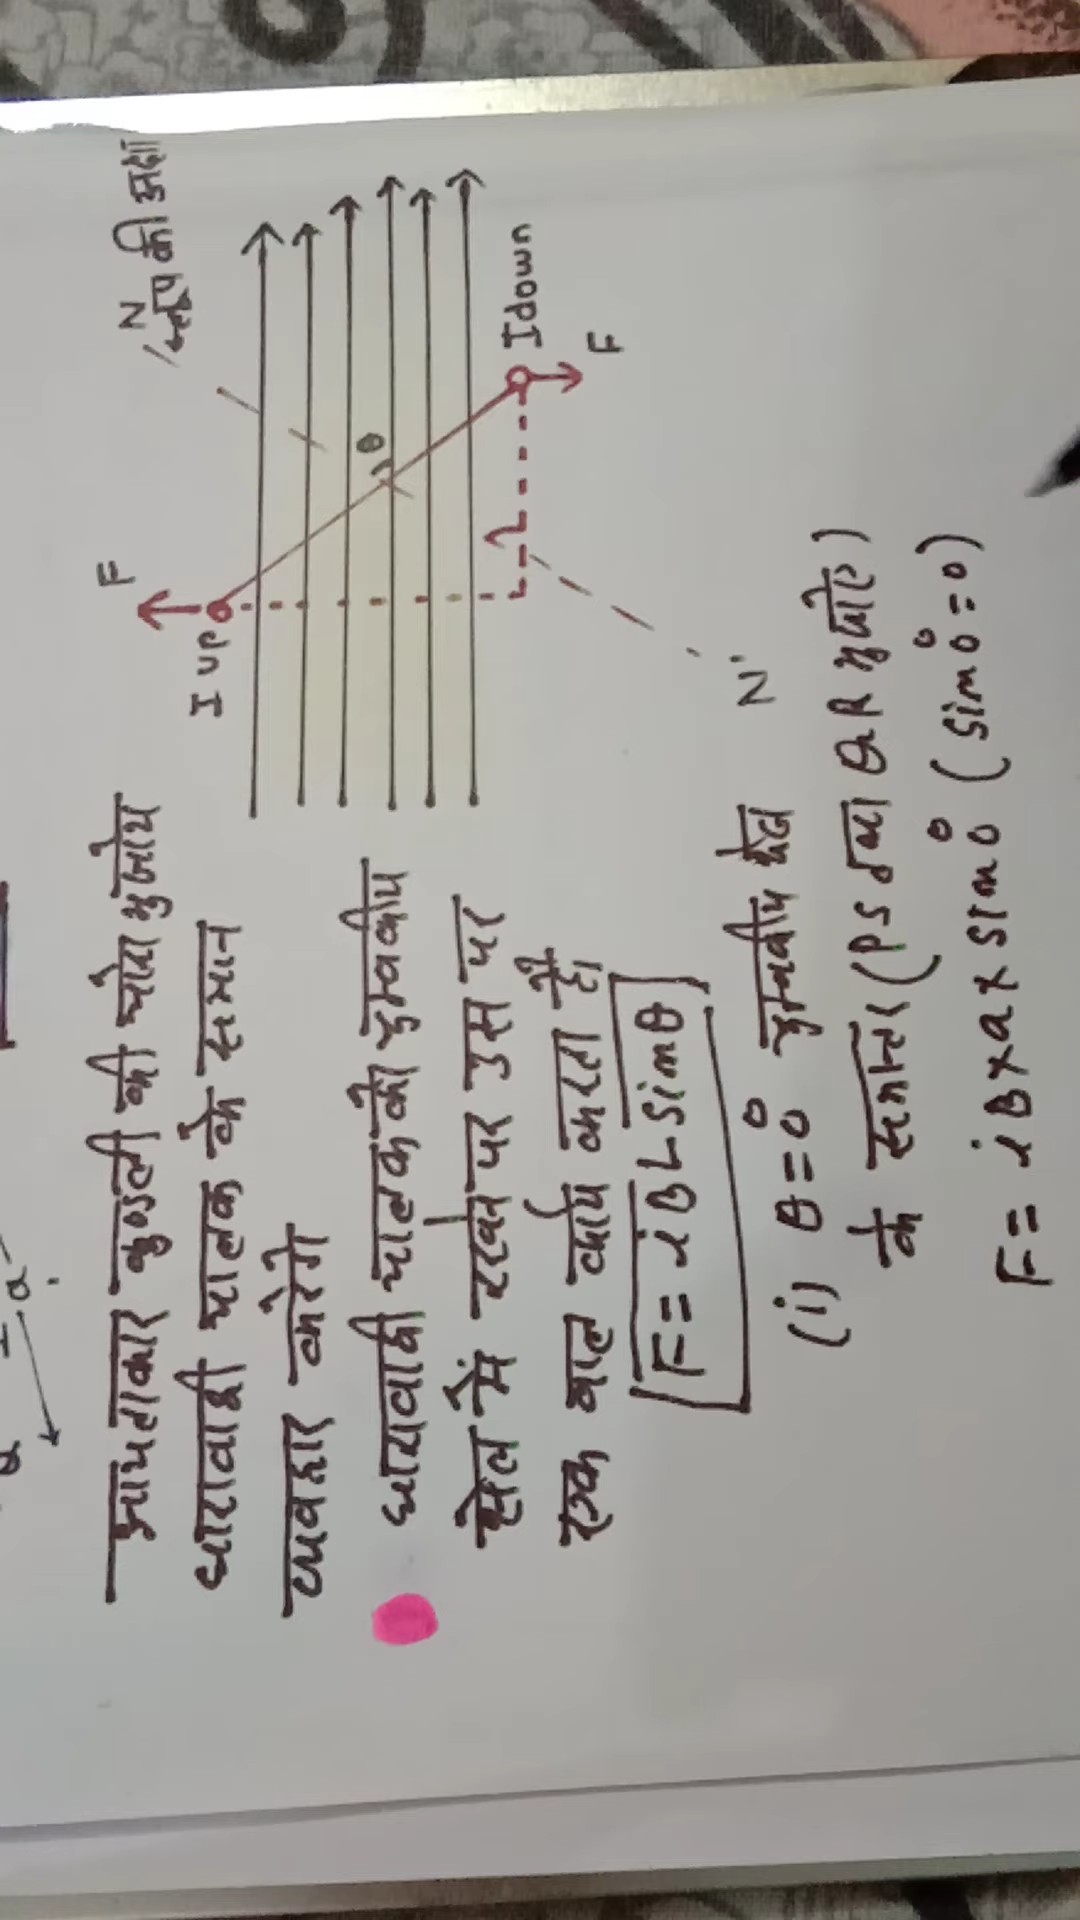 आयताकार कुण्डली की चारो भुजाये
धारावाही चालक के समान
व्यवहार करेगे
धारावाही चालक को चुम्बकीय
क्षेत्र में रखने पर उस पर
एक बल कार्य करता है।
F = iBL Sinθ
(i) θ = 0° चुम्बकीय क्षेत्र
के समान्तर (PS तथा QR भुजाए)
F = iB×a×sin0° (sin0°=0)
N
लूप की अक्ष
F
I up
θ
I down
F
N'
a